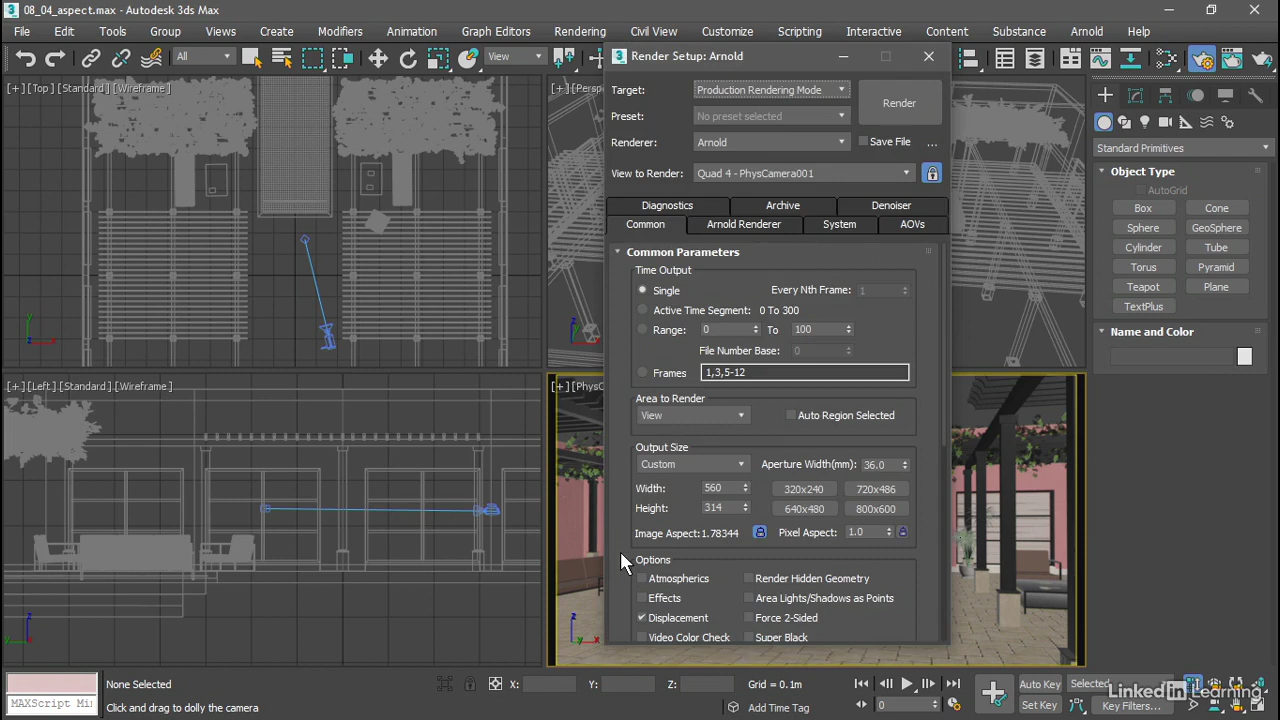 08_04_aspect.max - Autodesk 3ds Max
File Edit Tools Group Views Create Modifiers Animation Graph Editors Rendering Civil View Customize Scripting Interactive Content Substance Arnold Help
All View
[+] [Top] [Standard] [Wireframe]
[+] [Persp
[+] [Left] [Standard] [Wireframe]
[+] [PhysC
Render Setup: Arnold
Target: Production Rendering Mode
Render
Preset: No preset selected
Renderer: Arnold Save File ...
View to Render: Quad 4 - PhysCamera001
Diagnostics Archive Denoiser
Common Arnold Renderer System AOVs
Common Parameters
Time Output
Single Every Nth Frame: 1
Active Time Segment: 0 To 300
Range: 0 To 100
File Number Base: 0
Frames 1,3,5-12
Area to Render
View Auto Region Selected
Output Size
Custom Aperture Width(mm): 36.0
Width: 560 320x240 720x486
Height: 314 640x480 800x600
Image Aspect:1.78344 Pixel Aspect: 1.0
Options
Atmospherics Render Hidden Geometry
Effects Area Lights/Shadows as Points
Displacement Force 2-Sided
Video Color Check Super Black
Standard Primitives
Object Type
AutoGrid
Box Cone
Sphere GeoSphere
Cylinder Tube
Torus Pyramid
Teapot Plane
TextPlus
Name and Color
y x
z y
z x
z y x
None Selected X: Y: Z: Grid = 0.1m
MAXScript Mi
Click and drag to dolly the camera
Add Time Tag
0
Auto Key Selected
Set Key Key Filters...
LinkedIn Learning